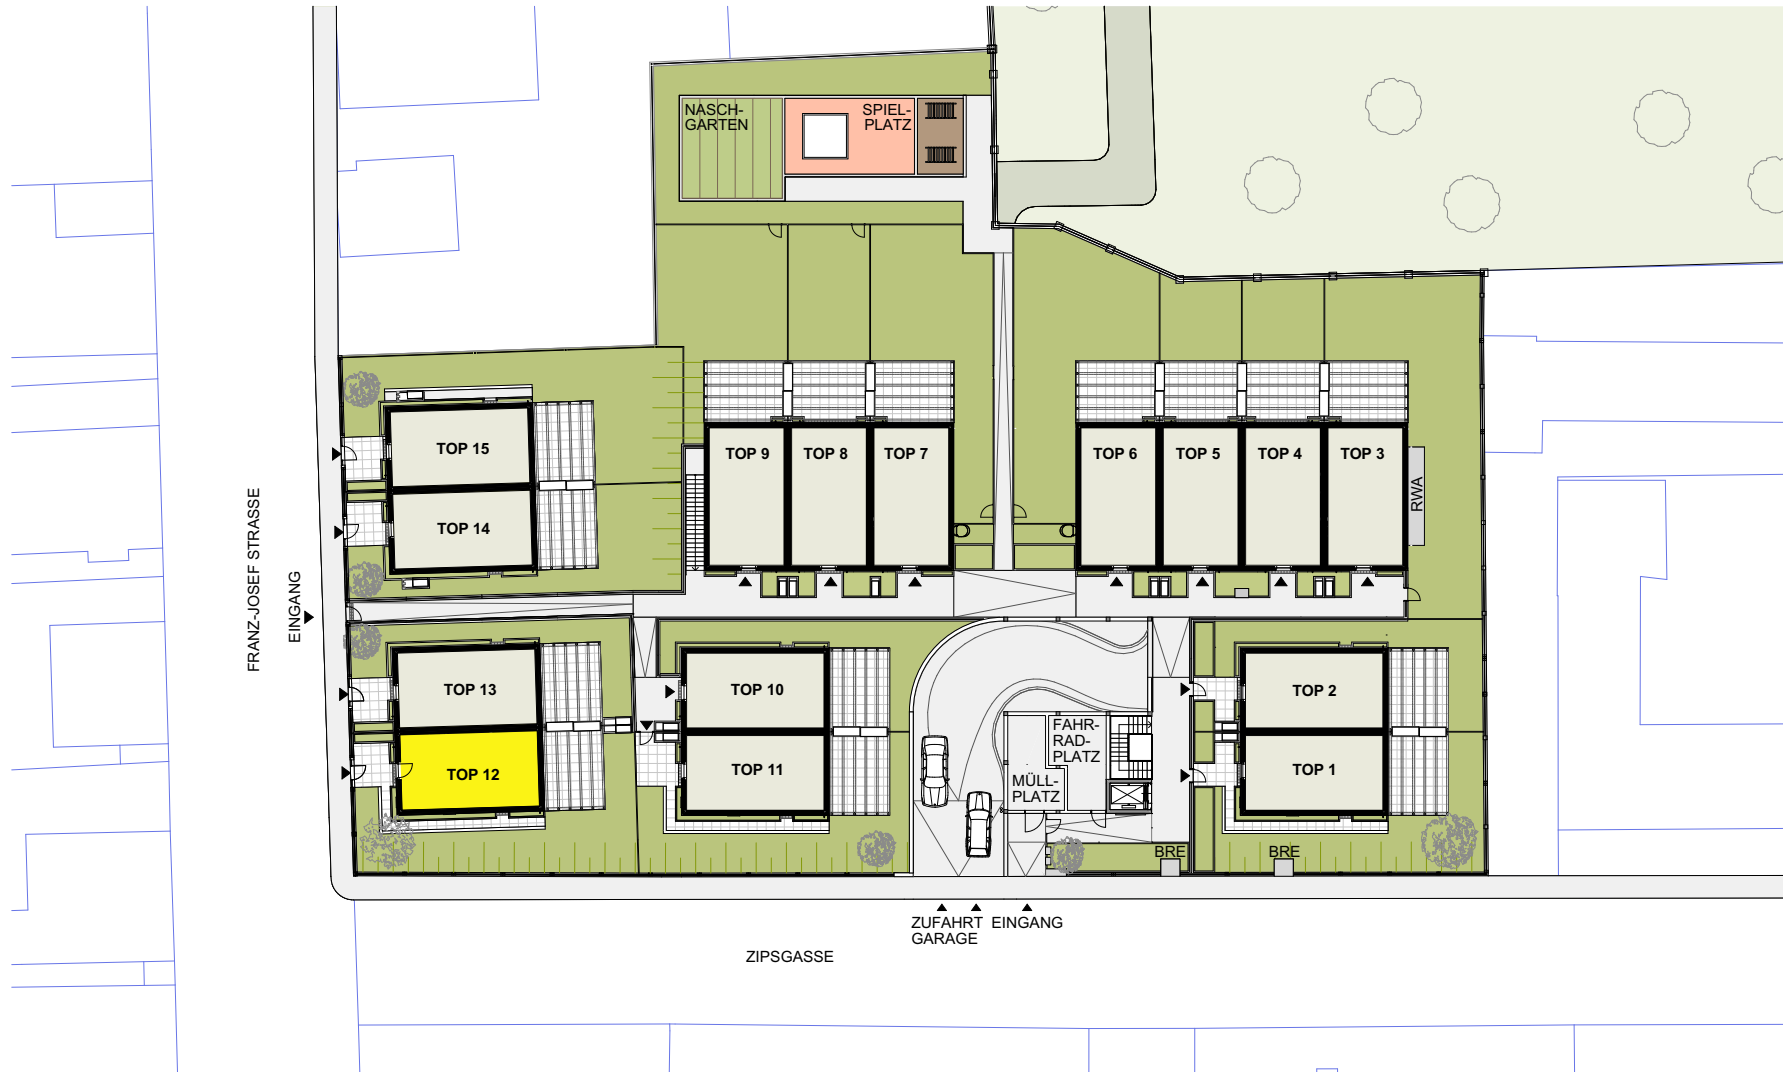 NASCH-
GARTEN
SPIEL-
PLATZ
TOP 15
TOP 14
TOP 9
TOP 8
TOP 7
TOP 6
TOP 5
TOP 4
TOP 3
RWA
FRANZ-JOSEF STRASSE
EINGANG
TOP 13
TOP 12
TOP 10
TOP 11
FAHR-
RAD-
PLATZ
MÜLL-
PLATZ
TOP 2
TOP 1
BRE
BRE
ZUFAHRT
GARAGE
EINGANG
ZIPSGASSE